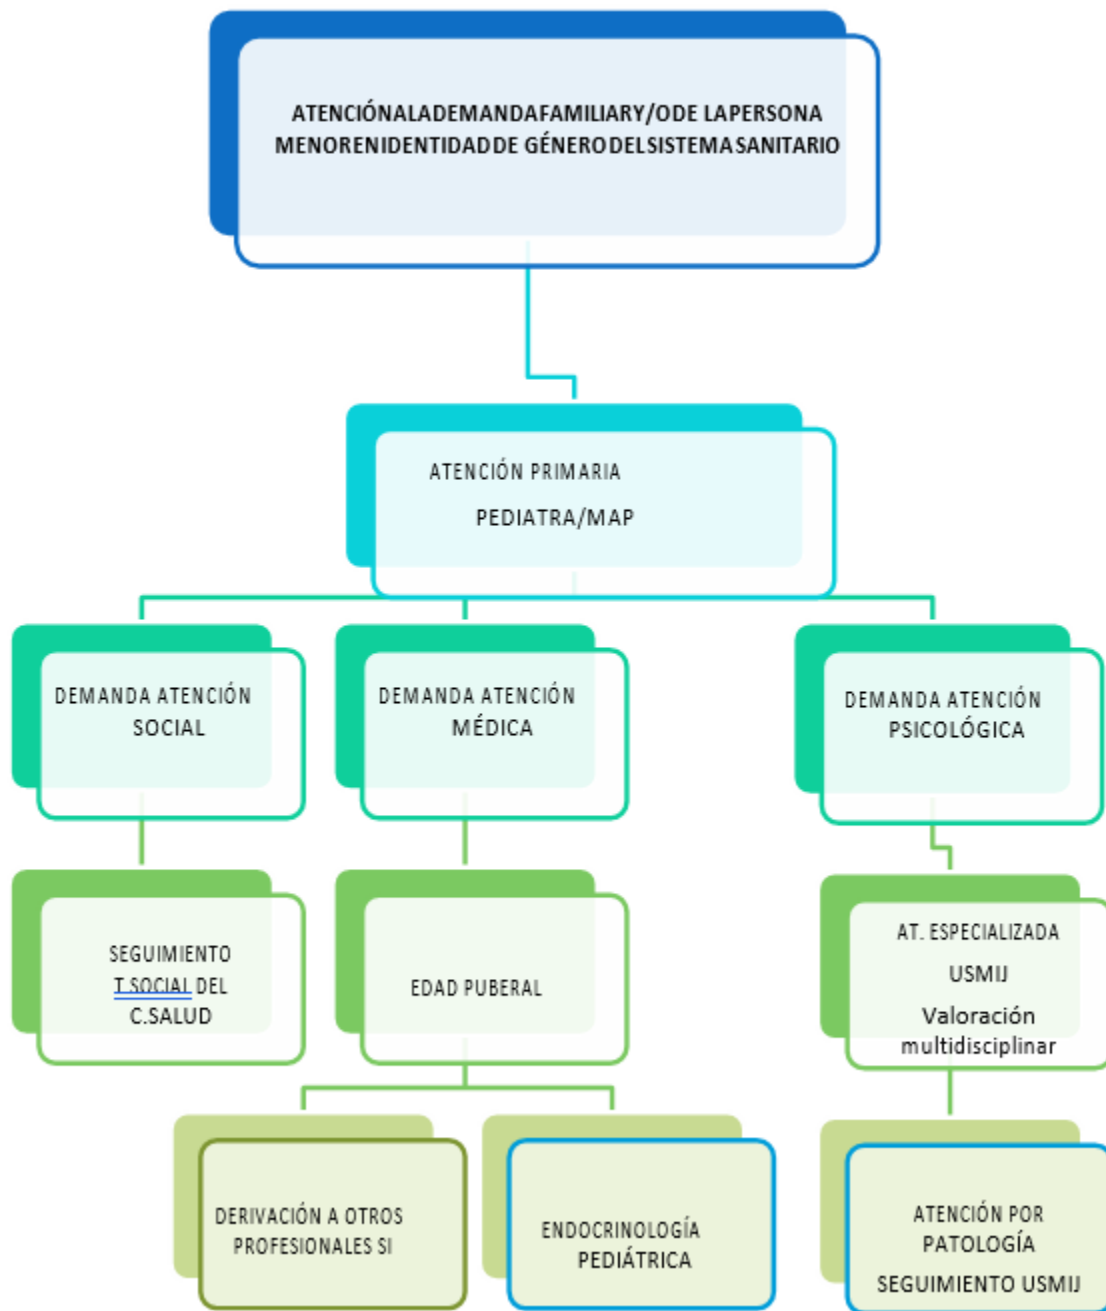 ATENCIÓNALADEMANDAFAMILIARY/ODE LAPERSONA
MENORENIDENTIDADDE GÉNERODELSISTEMASANITARIO
ATENCIÓN PRIMARIA
PEDIATRA/MAP
DEMANDA ATENCIÓN
SOCIAL
DEMANDA ATENCIÓN
MÉDICA
DEMANDA ATENCIÓN
PSICOLÓGICA
SEGUIMIENTO
T.SOCIAL DEL
C.SALUD
EDAD PUBERAL
AT. ESPECIALIZADA
USMIJ
Valoración
multidisciplinar
DERIVACIÓN A OTROS
PROFESIONALES SI
ENDOCRINOLOGÍA
PEDIÁTRICA
ATENCIÓN POR
PATOLOGÍA
SEGUIMIENTO USMIJ